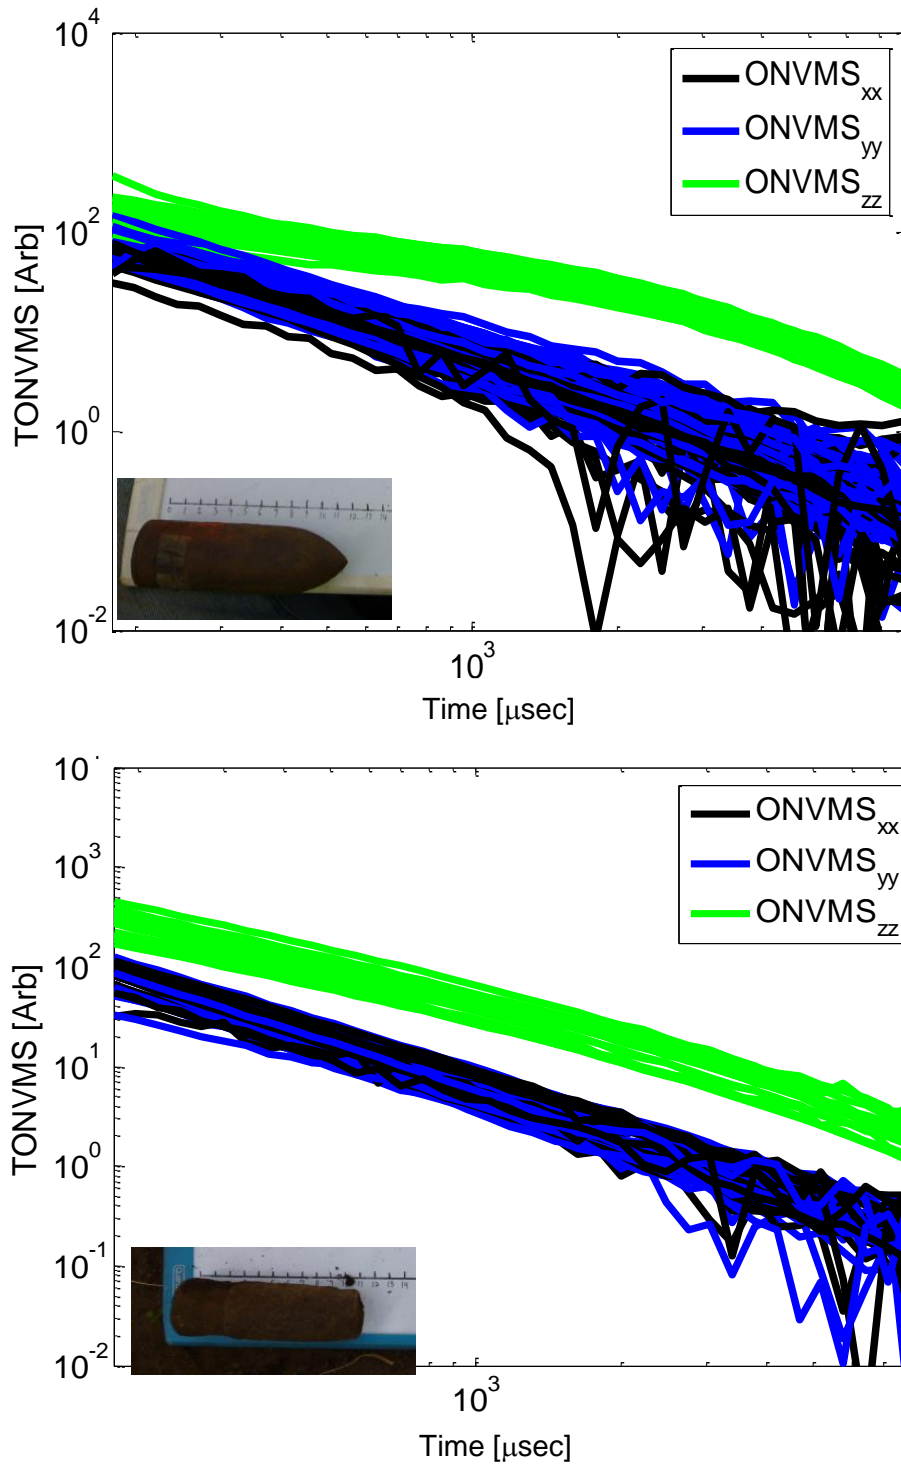 10^4
ONVMS_xx
ONVMS_yy
ONVMS_zz
10^2
TONVMS [Arb]
10^0
10^-2
10^3
Time [μsec]
ONVMS_xx
10^3
ONVMS_yy
ONVMS_zz
10^2
TONVMS [Arb]
10^1
10^0
10^-1
10^-2
10^3
Time [μsec]